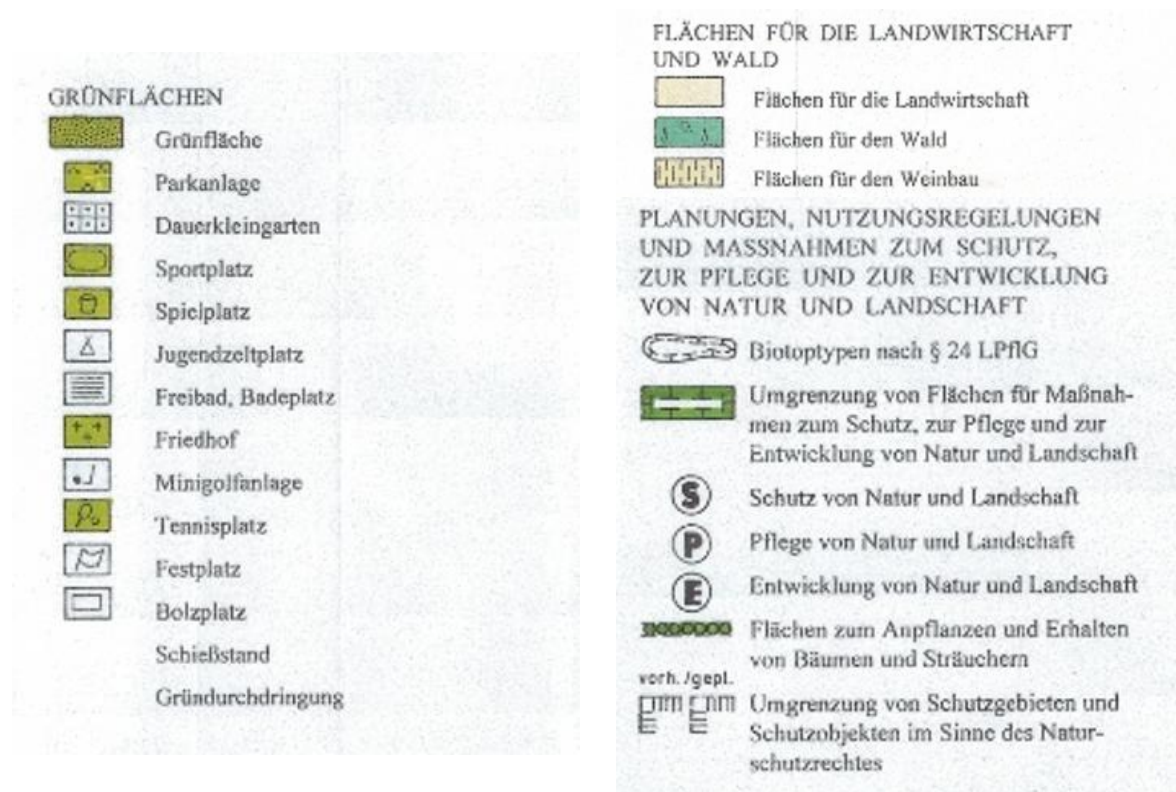 GRÜNFLÄCHEN
Grünfläche
Parkanlage
Dauerkleingarten
Sportplatz
Spielplatz
Jugendzeltplatz
Freibad, Badeplatz
Friedhof
Minigolfanlage
Tennisplatz
Festplatz
Bolzplatz
Schießstand
Gründurchdringung
FLÄCHEN FÜR DIE LANDWIRTSCHAFT
UND WALD
Flächen für die Landwirtschaft
Flächen für den Wald
Flächen für den Weinbau
PLANUNGEN, NUTZUNGSREGELUNGEN
UND MASSNAHMEN ZUM SCHUTZ,
ZUR PFLEGE UND ZUR ENTWICKLUNG
VON NATUR UND LANDSCHAFT
Biotoptypen nach § 24 LPflG
Umgrenzung von Flächen für Maßnah-
men zum Schutz, zur Pflege und zur
Entwicklung von Natur und Landschaft
S Schutz von Natur und Landschaft
P Pflege von Natur und Landschaft
E Entwicklung von Natur und Landschaft
Flächen zum Anpflanzen und Erhalten
von Bäumen und Sträuchern
vorh./gepl.
Umgrenzung von Schutzgebieten und
Schutzobjekten im Sinne des Natur-
schutzrechtes